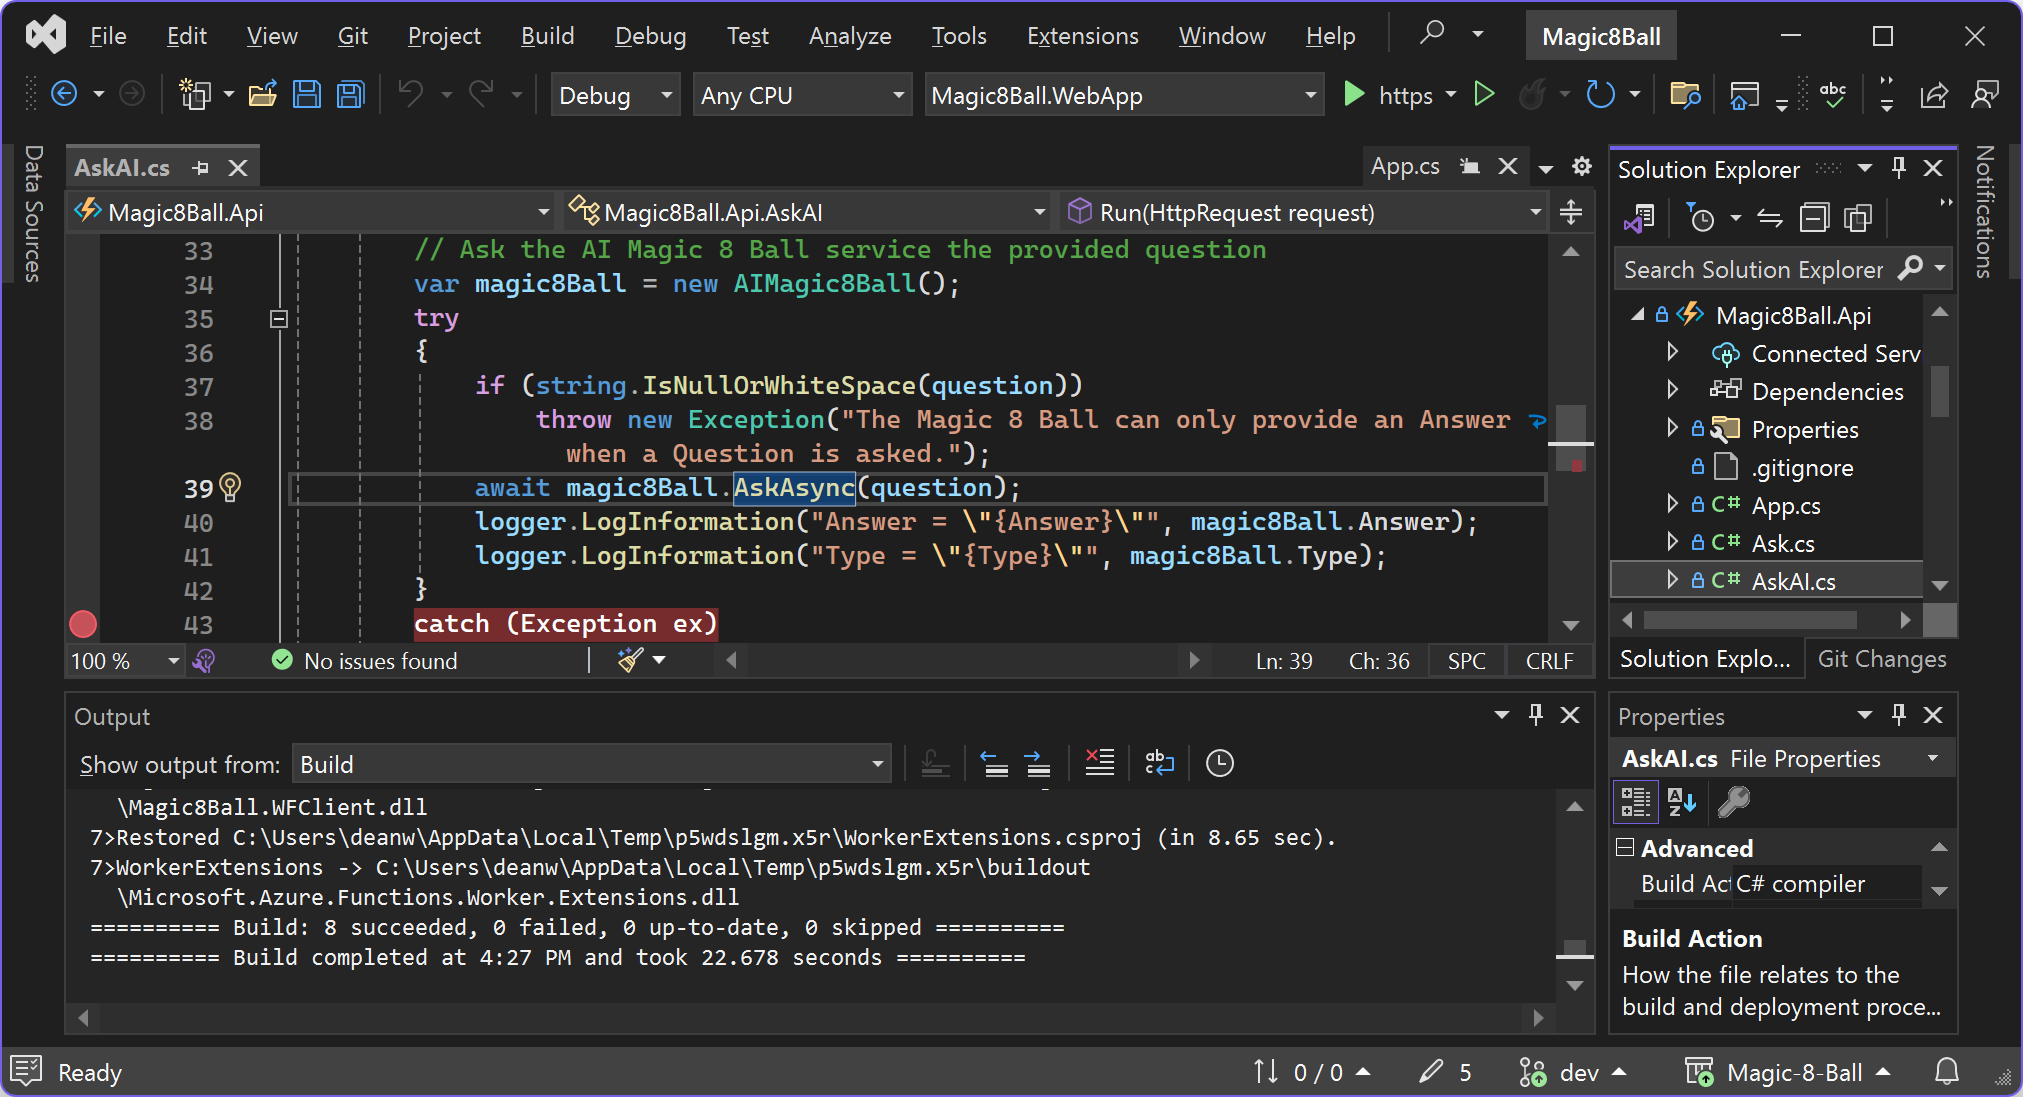 File Edit View Git Project Build Debug Test Analyze Tools Extensions Window Help Magic8Ball
Debug Any CPU Magic8Ball.WebApp https abc
Data Sources
AskAI.cs App.cs
Magic8Ball.Api Magic8Ball.Api.AskAI Run(HttpRequest request)
33 // Ask the AI Magic 8 Ball service the provided question
34 var magic8Ball = new AIMagic8Ball();
35 try
36 {
37 if (string.IsNullOrWhiteSpace(question))
38 throw new Exception("The Magic 8 Ball can only provide an Answer
when a Question is asked.");
39 await magic8Ball.AskAsync(question);
40 logger.LogInformation("Answer = \"{Answer}\"", magic8Ball.Answer);
41 logger.LogInformation("Type = \"{Type}\"", magic8Ball.Type);
42 }
43 catch (Exception ex)
100 % No issues found Ln: 39 Ch: 36 SPC CRLF
Solution Explorer
Search Solution Explorer
Magic8Ball.Api
Connected Serv
Dependencies
Properties
.gitignore
C# App.cs
C# Ask.cs
C# AskAI.cs
Solution Explo... Git Changes
Notifications
Output
Show output from: Build
\Magic8Ball.WFClient.dll
7>Restored C:\Users\deanw\AppData\Local\Temp\p5wdslgm.x5r\WorkerExtensions.csproj (in 8.65 sec).
7>WorkerExtensions -> C:\Users\deanw\AppData\Local\Temp\p5wdslgm.x5r\buildout
\Microsoft.Azure.Functions.Worker.Extensions.dll
========== Build: 8 succeeded, 0 failed, 0 up-to-date, 0 skipped ==========
========== Build completed at 4:27 PM and took 22.678 seconds ==========
Properties
AskAI.cs File Properties
Advanced
Build Act C# compiler
Build Action
How the file relates to the
build and deployment proce...
Ready 0 / 0 5 dev Magic-8-Ball